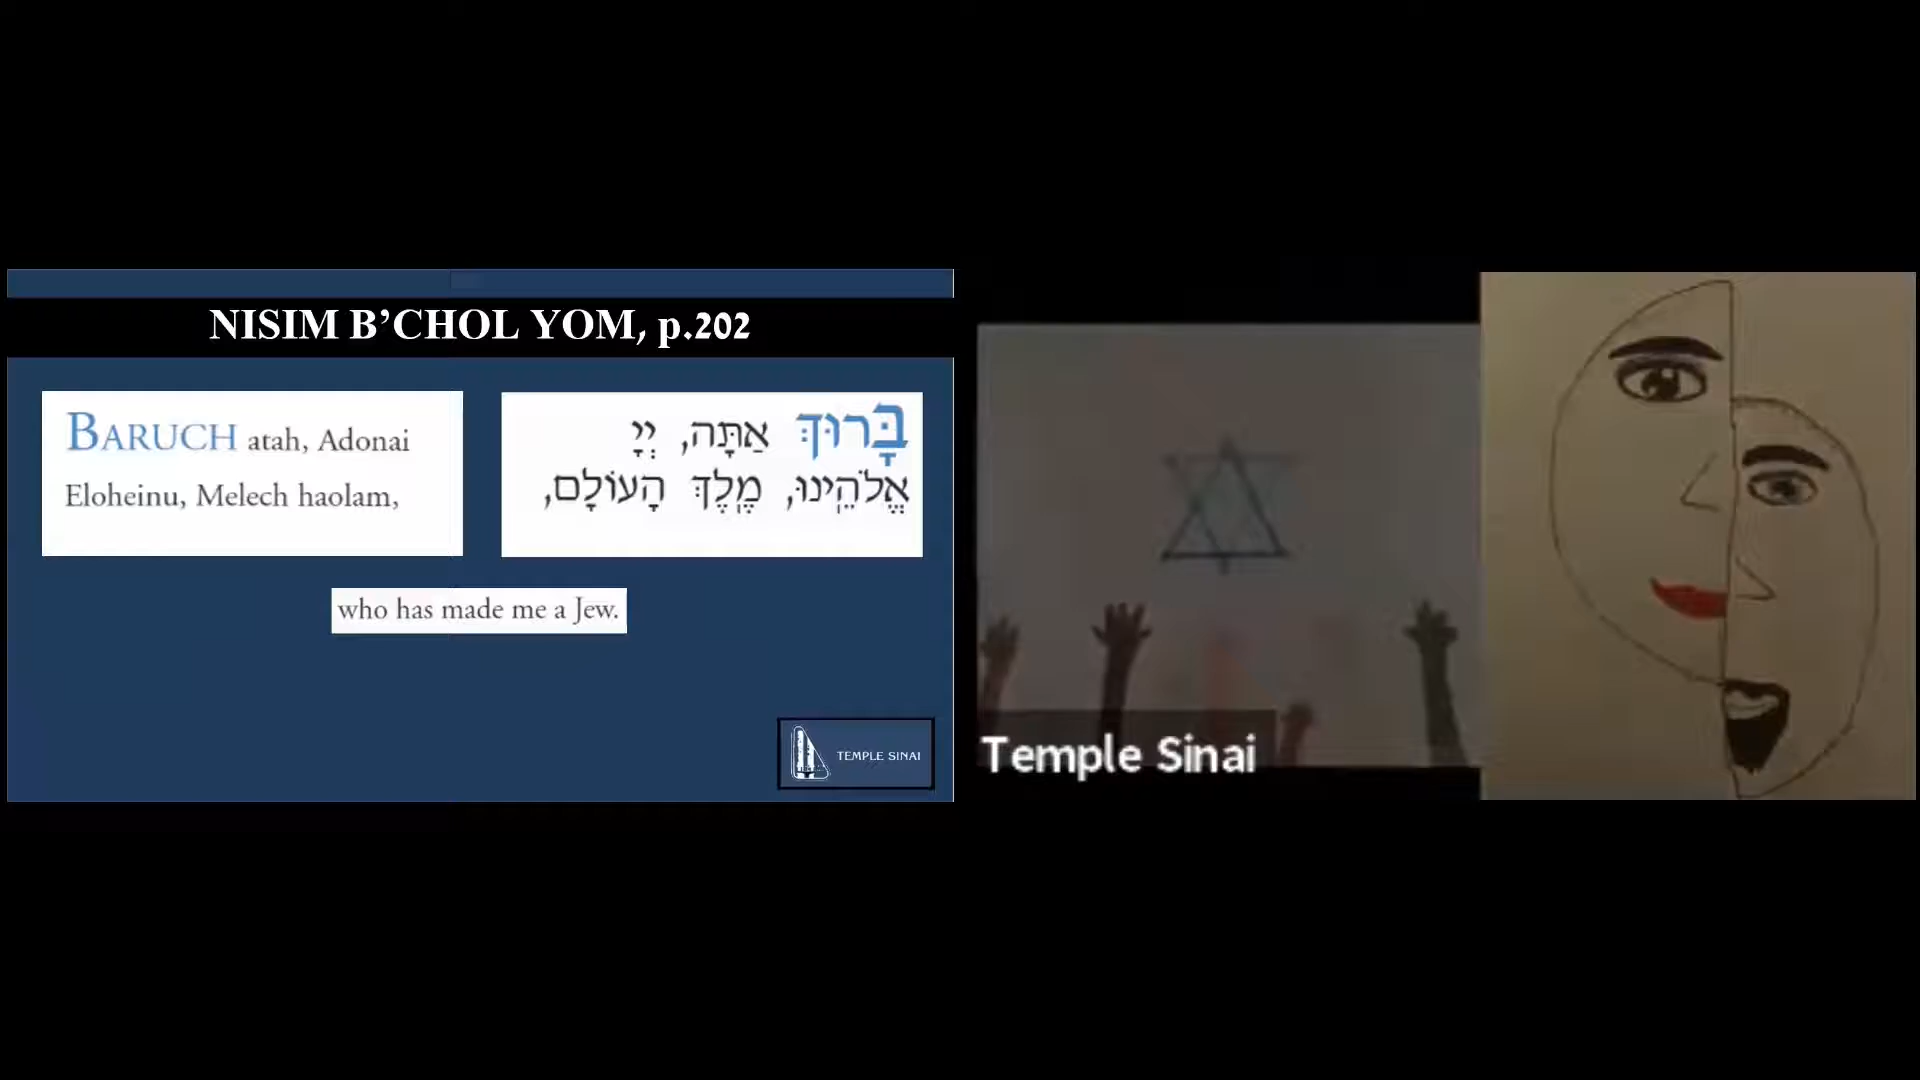 NISIM B’CHOL YOM, p.202
BARUCH atah, Adonai
Eloheinu, Melech haolam,
בָּרוּךְ אַתָּה, יְיָ
אֱלֹהֵינוּ, מֶלֶךְ הָעוֹלָם,
who has made me a Jew.
TEMPLE SINAI
Temple Sinai